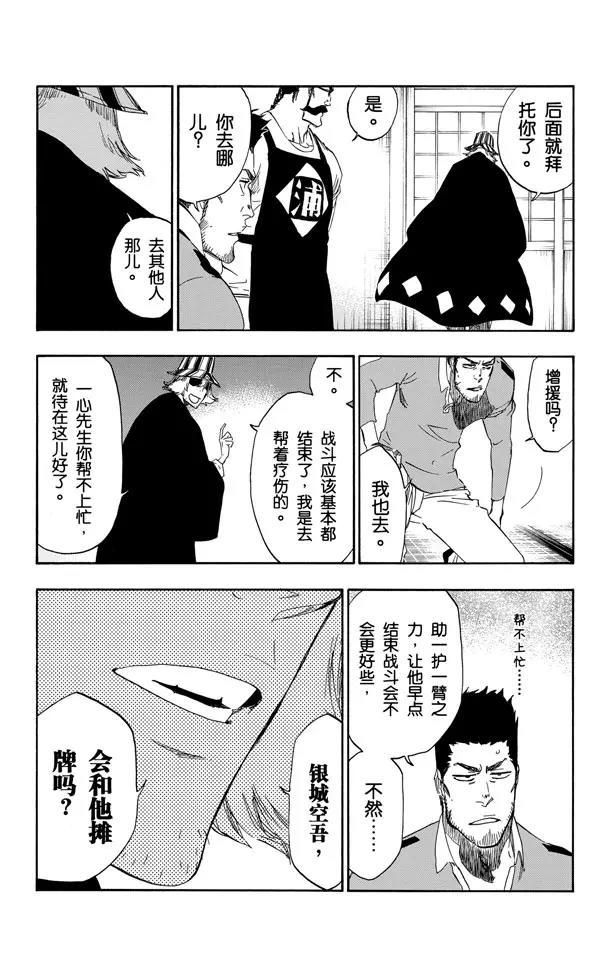 后面就拜
托你了。
是。
浦
你去哪
儿?
去其他人
那儿。
增援吗?
我也去。
不。
战斗应该基本都
结束了,我是去
帮着疗伤的。
一心先生你帮不上忙,
就待在这儿好了。
帮不上忙……
助一护一臂之
力,让他早点
结束战斗会不
会更好些,
不然……
银城空吾,
会和他摊
牌吗?